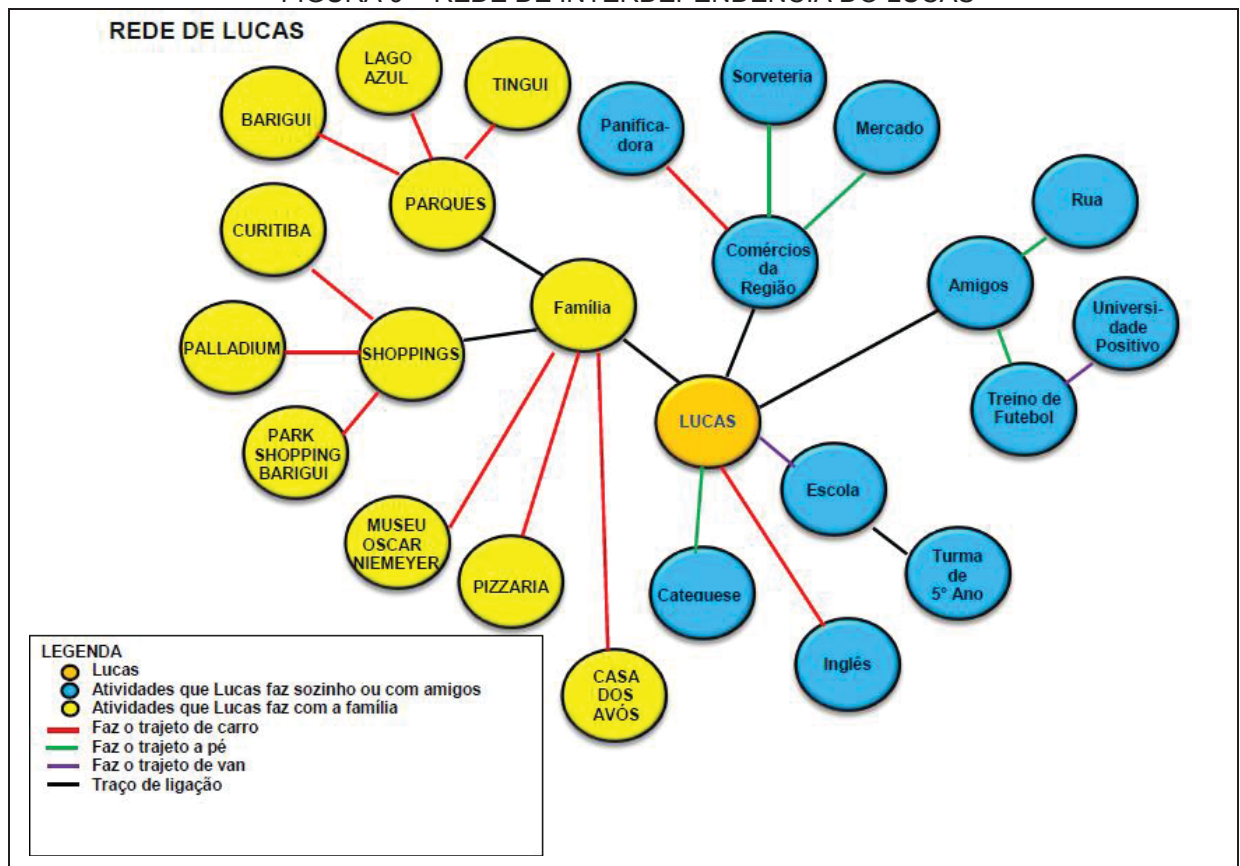 REDE DE LUCAS
LAGO
AZUL
TINGUI
BARIGUI
PARQUES
CURITIBA
PALLADIUM
SHOPPINGS
PARK
SHOPPING
BARIGUI
Família
MUSEU
OSCAR
NIEMEYER
PIZZARIA
CASA
DOS
AVÓS
Sorveteria
Panifica-
dora
Mercado
Comércios
da
Região
Rua
Amigos
Universi-
dade
Positivo
Treino de
Futebol
LUCAS
Escola
Turma
de
5° Ano
Catequese
Inglês
LEGENDA
Lucas
Atividades que Lucas faz sozinho ou com amigos
Atividades que Lucas faz com a família
Faz o trajeto de carro
Faz o trajeto a pé
Faz o trajeto de van
Traço de ligação